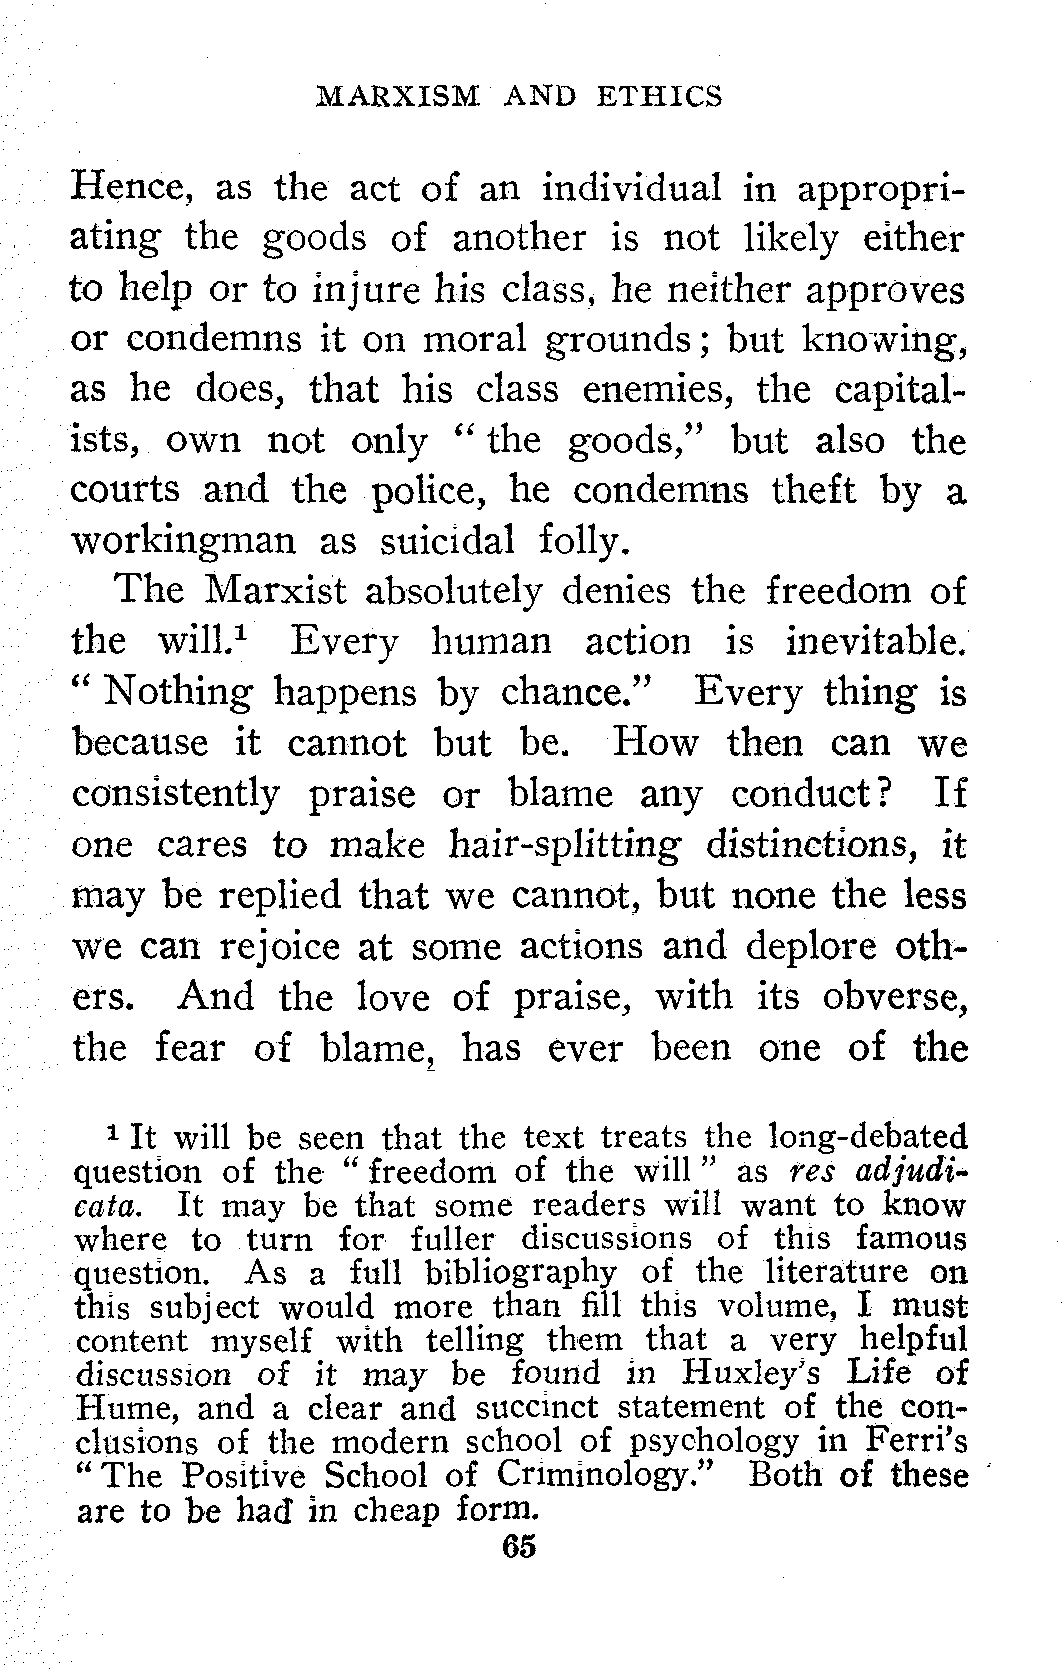 MARXISM AND ETHICS
Hence, as the act of an individual in appropri-
ating the goods of another is not likely either
to help or to injure his class, he neither approves
or condemns it on moral grounds; but knowing,
as he does, that his class enemies, the capital-
ists, own not only “ the goods,” but also the
courts and the police, he condemns theft by a
workingman as suicidal folly.
The Marxist absolutely denies the freedom of
the will.¹ Every human action is inevitable.
“ Nothing happens by chance.” Every thing is
because it cannot but be. How then can we
consistently praise or blame any conduct? If
one cares to make hair-splitting distinctions, it
may be replied that we cannot, but none the less
we can rejoice at some actions and deplore oth-
ers. And the love of praise, with its obverse,
the fear of blame, has ever been one of the
¹ It will be seen that the text treats the long-debated
question of the “ freedom of the will ” as res adjudi-
cata. It may be that some readers will want to know
where to turn for fuller discussions of this famous
question. As a full bibliography of the literature on
this subject would more than fill this volume, I must
content myself with telling them that a very helpful
discussion of it may be found in Huxley's Life of
Hume, and a clear and succinct statement of the con-
clusions of the modern school of psychology in Ferri's
“ The Positive School of Criminology.” Both of these
are to be had in cheap form.
65